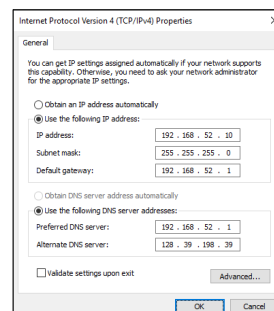 Internet Protocol Version 4 (TCP/IPv4) Properties
General
You can get IP settings assigned automatically if your network supports
this capability. Otherwise, you need to ask your network administrator
for the appropriate IP settings.
Obtain an IP address automatically
Use the following IP address:
IP address: 192 . 168 . 52 . 10
Subnet mask: 255 . 255 . 255 . 0
Default gateway: 192 . 168 . 52 . 1
Obtain DNS server address automatically
Use the following DNS server addresses:
Preferred DNS server: 192 . 168 . 52 . 1
Alternate DNS server: 128 . 39 . 198 . 39
Validate settings upon exit
Advanced...
OK Cancel